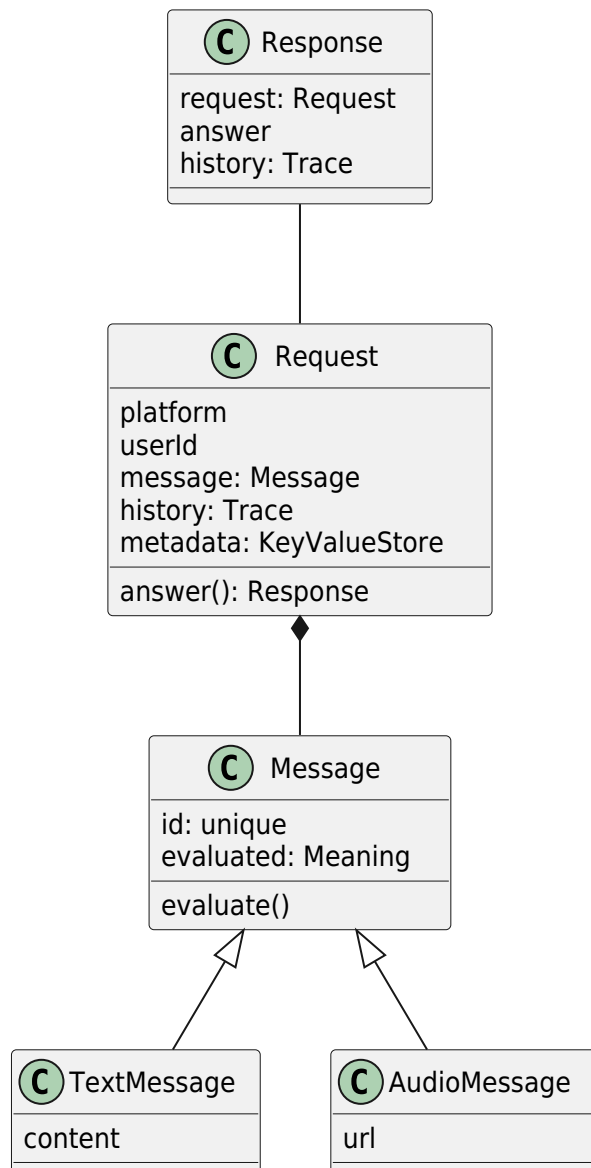 C Response
request: Request
answer
history: Trace
C Request
platform
userId
message: Message
history: Trace
metadata: KeyValueStore
answer(): Response
C Message
id: unique
evaluated: Meaning
evaluate()
C TextMessage
content
C AudioMessage
url